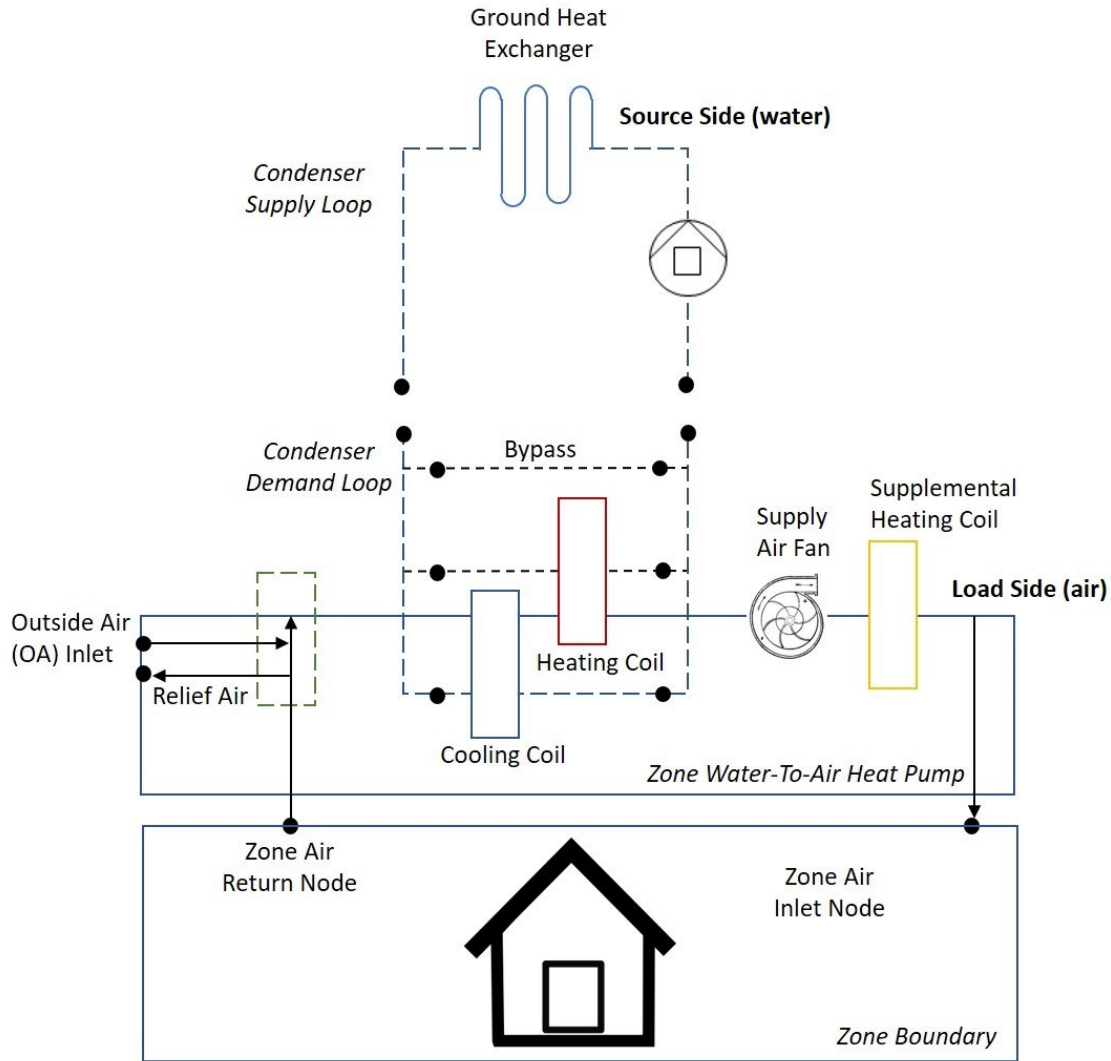 Ground Heat
Exchanger
Source Side (water)
Condenser
Supply Loop
Condenser
Demand Loop
Bypass
Supply
Air Fan
Supplemental
Heating Coil
Load Side (air)
Outside Air
(OA) Inlet
Relief Air
Heating Coil
Cooling Coil
Zone Water-To-Air Heat Pump
Zone Air
Return Node
Zone Air
Inlet Node
Zone Boundary